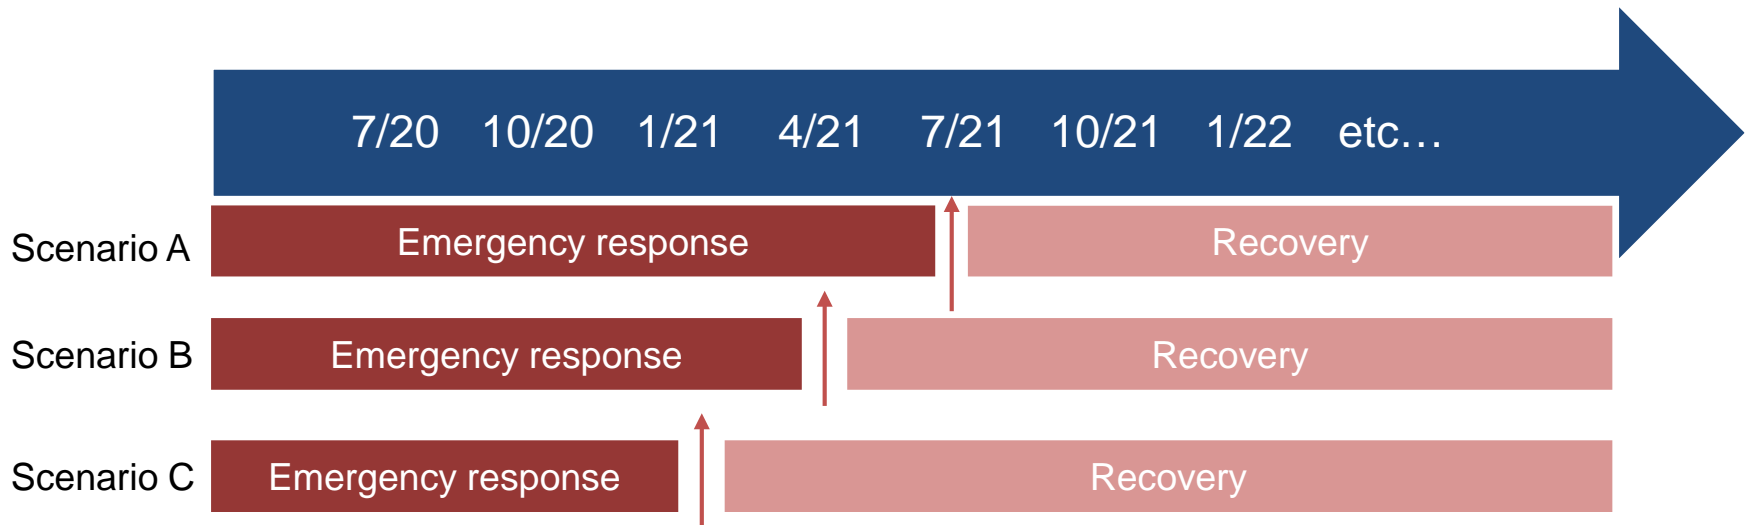 7/20 10/20 1/21 4/21 7/21 10/21 1/22 etc…
Scenario A Emergency response Recovery
Scenario B Emergency response Recovery
Scenario C Emergency response Recovery